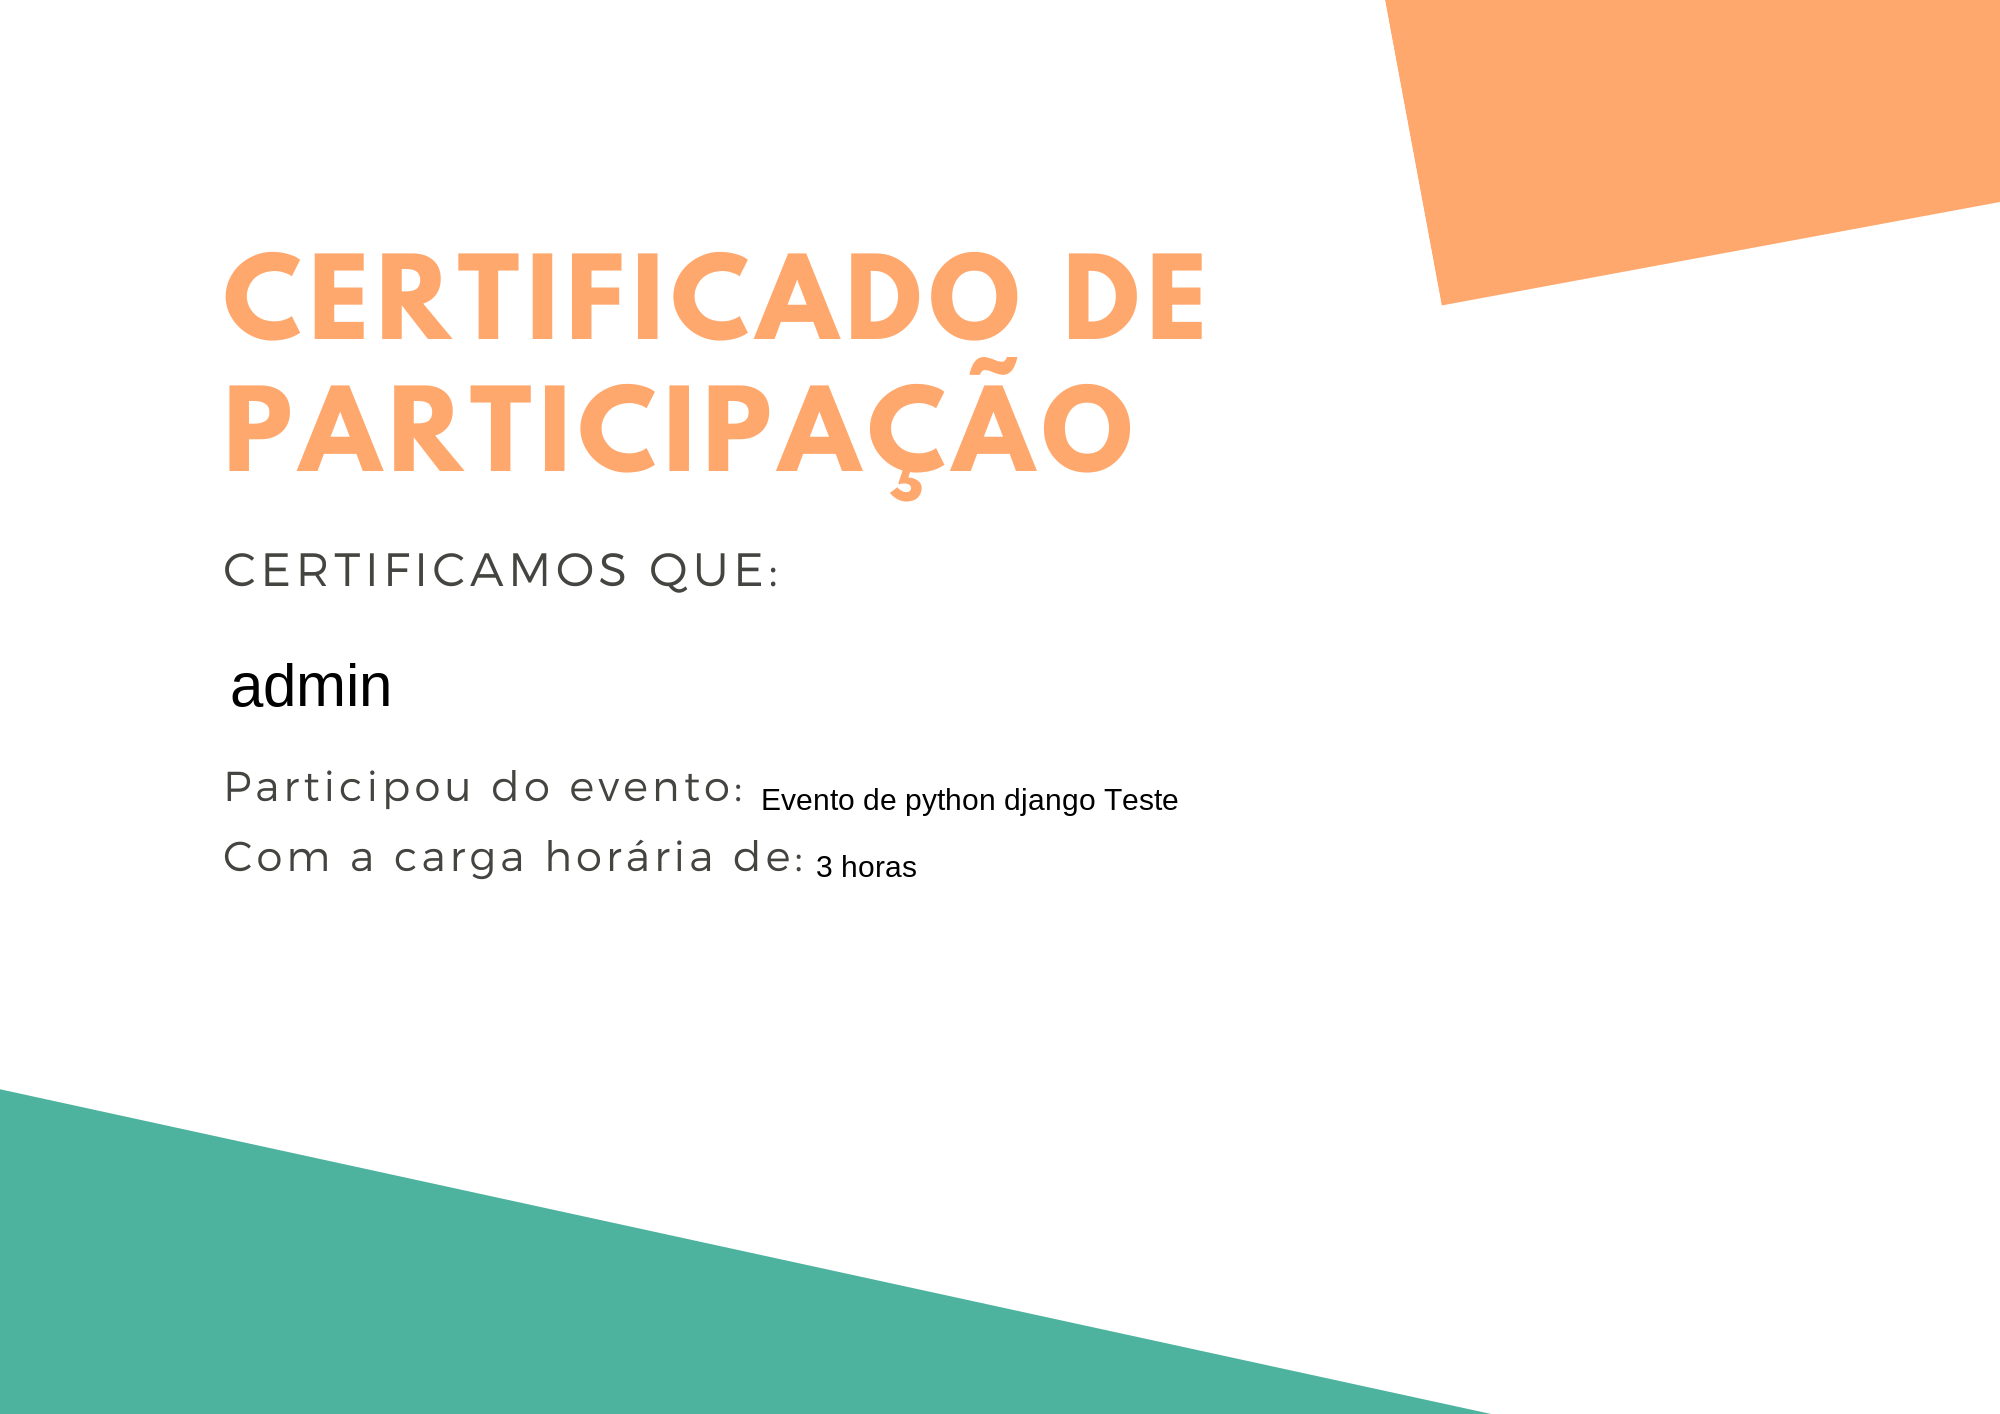 CERTIFICADO DE
PARTICIPAÇÃO
CERTIFICAMOS QUE:
admin
Participou do evento: Evento de python django Teste
Com a carga horária de: 3 horas